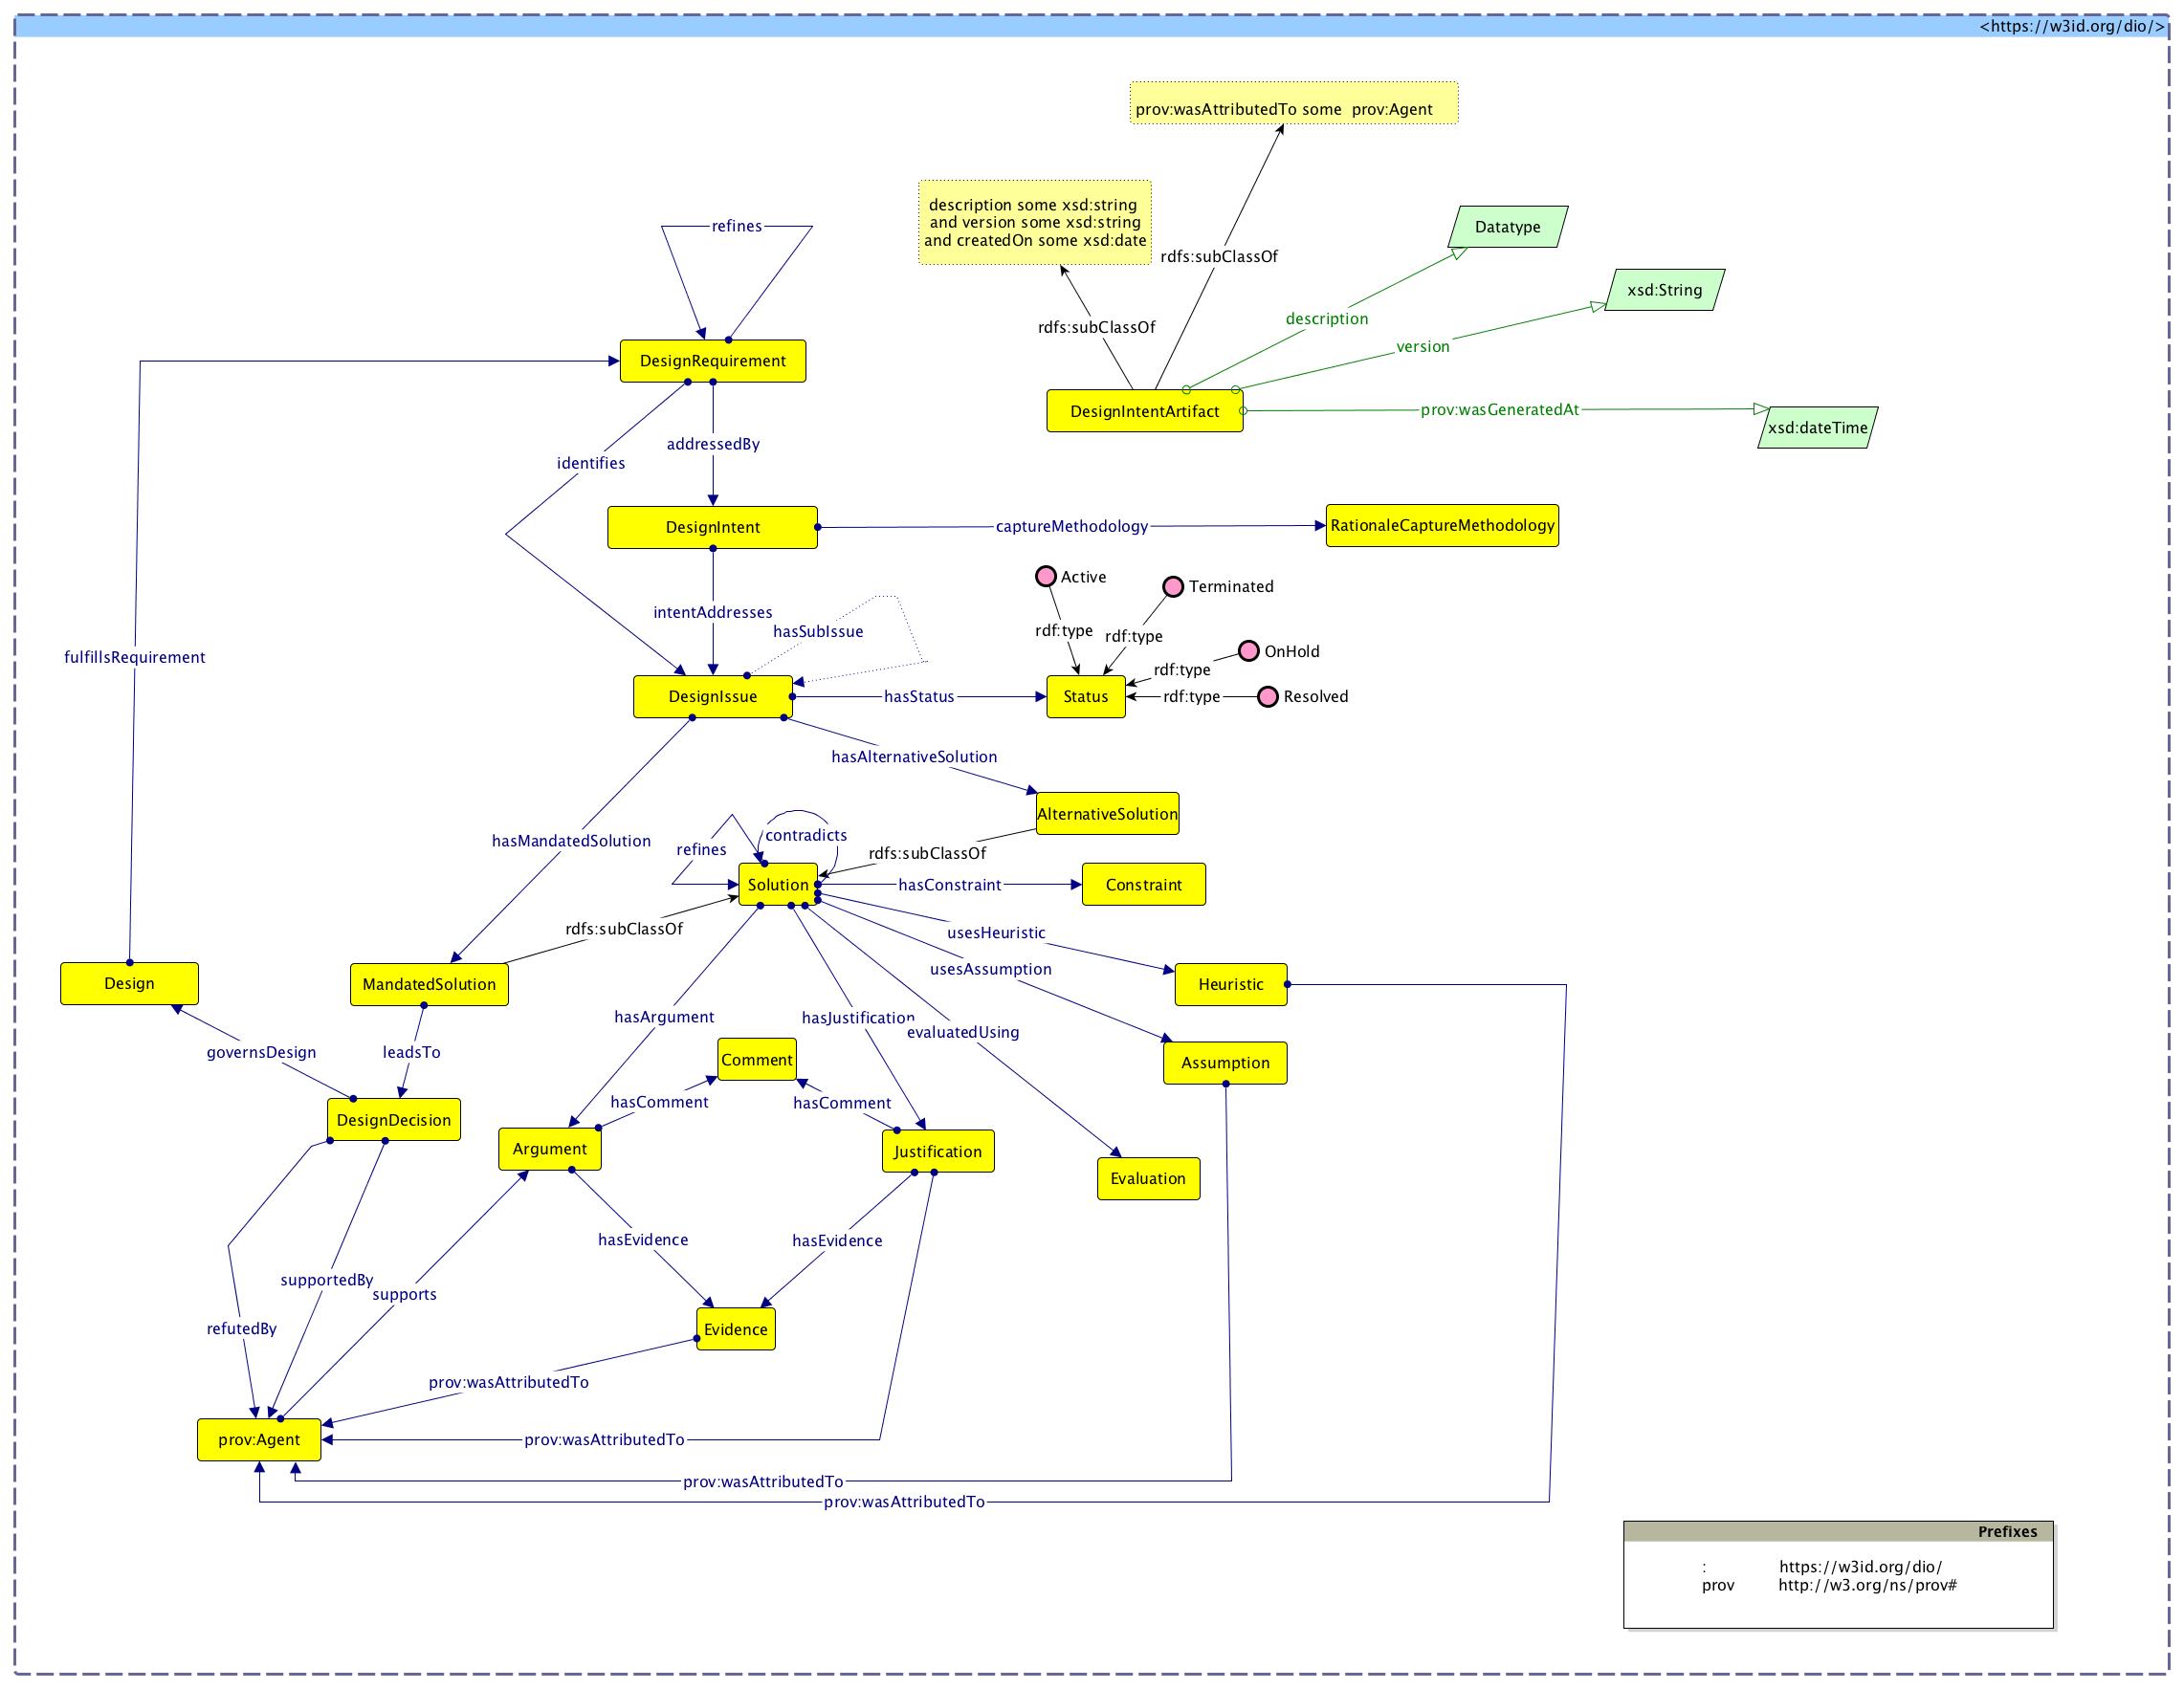 <https://w3id.org/dio/>
prov:wasAttributedTo some prov:Agent
description some xsd:string
and version some xsd:string
and createdOn some xsd:date
refines
Datatype
rdfs:subClassOf
xsd:String
description
rdfs:subClassOf
version
DesignRequirement
DesignIntentArtifact
prov:wasGeneratedAt
xsd:dateTime
addressedBy
identifies
DesignIntent
captureMethodology
RationaleCaptureMethodology
Active
Terminated
intentAddresses
hasSubIssue
rdf:type
rdf:type
OnHold
fulfillsRequirement
rdf:type
DesignIssue
hasStatus
Status
rdf:type
Resolved
hasAlternativeSolution
AlternativeSolution
hasMandatedSolution
contradicts
refines
rdfs:subClassOf
Solution
hasConstraint
Constraint
rdfs:subClassOf
usesHeuristic
usesAssumption
Design
MandatedSolution
Heuristic
hasArgument
hasJustification
evaluatedUsing
governsDesign
leadsTo
Comment
Assumption
hasComment
hasComment
DesignDecision
Argument
Justification
Evaluation
hasEvidence
hasEvidence
supportedBy
supports
refutedBy
Evidence
prov:wasAttributedTo
prov:Agent
prov:wasAttributedTo
prov:wasAttributedTo
prov:wasAttributedTo
Prefixes
: https://w3id.org/dio/
prov http://w3.org/ns/prov#